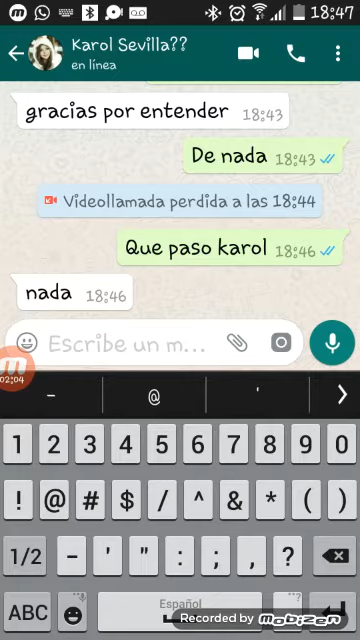 18:47
Karol Sevilla??
en línea
gracias por entender 18:43
De nada 18:43
Videollamada perdida a las 18:44
Que paso karol 18:46
nada 18:46
Escribe un m...
02:04
- @ '
1 2 3 4 5 6 7 8 9 0
! @ # $ / ^ & * ( )
1/2 - ' " : ; , ?
ABC Español
Recorded by mobizen